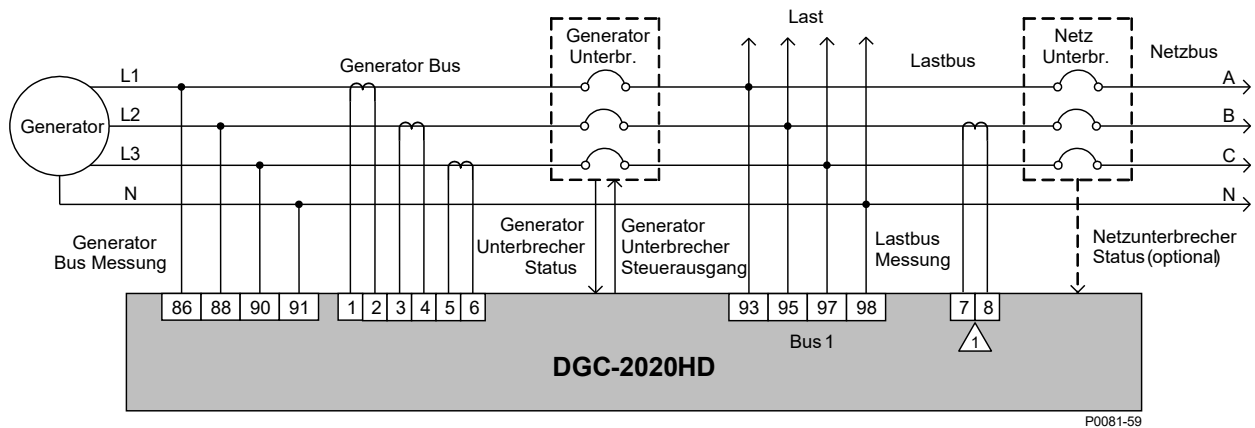 Last
Generator
Unterbr.
Netz
Unterbr.
Netzbus
Generator Bus
Lastbus
L1
A
L2
B
Generator
L3
C
N
N
Generator
Bus Messung
Generator
Unterbrecher
Status
Generator
Unterbrecher
Steuerausgang
Lastbus
Messung
Netzunterbrecher
Status (optional)
86 88 90 91 1 2 3 4 5 6 93 95 97 98 7 8
Bus 1
1
DGC-2020HD
P0081-59